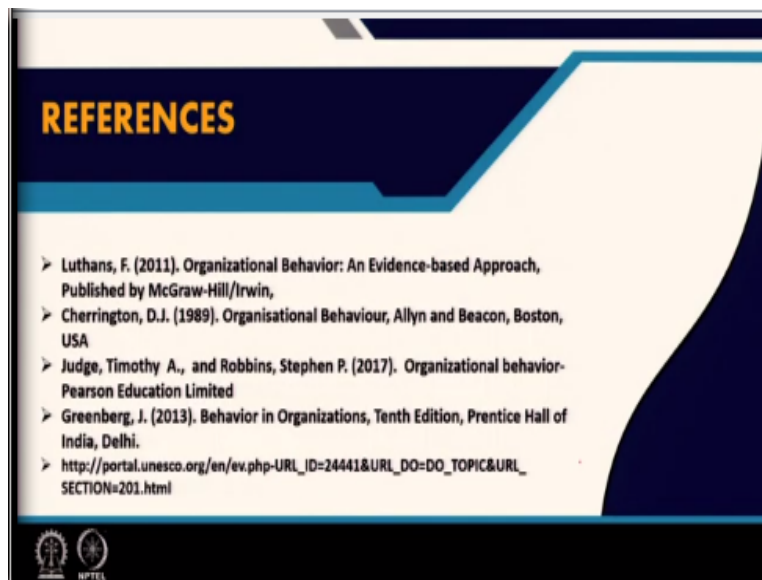 REFERENCES
➢ Luthans, F. (2011). Organizational Behavior: An Evidence-based Approach,
Published by McGraw-Hill/Irwin,
➢ Cherrington, D.J. (1989). Organisational Behaviour, Allyn and Beacon, Boston,
USA
➢ Judge, Timothy A., and Robbins, Stephen P. (2017). Organizational behavior-
Pearson Education Limited
➢ Greenberg, J. (2013). Behavior in Organizations, Tenth Edition, Prentice Hall of
India, Delhi.
➢ http://portal.unesco.org/en/ev.php-URL_ID=24441&URL_DO=DO_TOPIC&URL_
SECTION=201.html
NPTEL